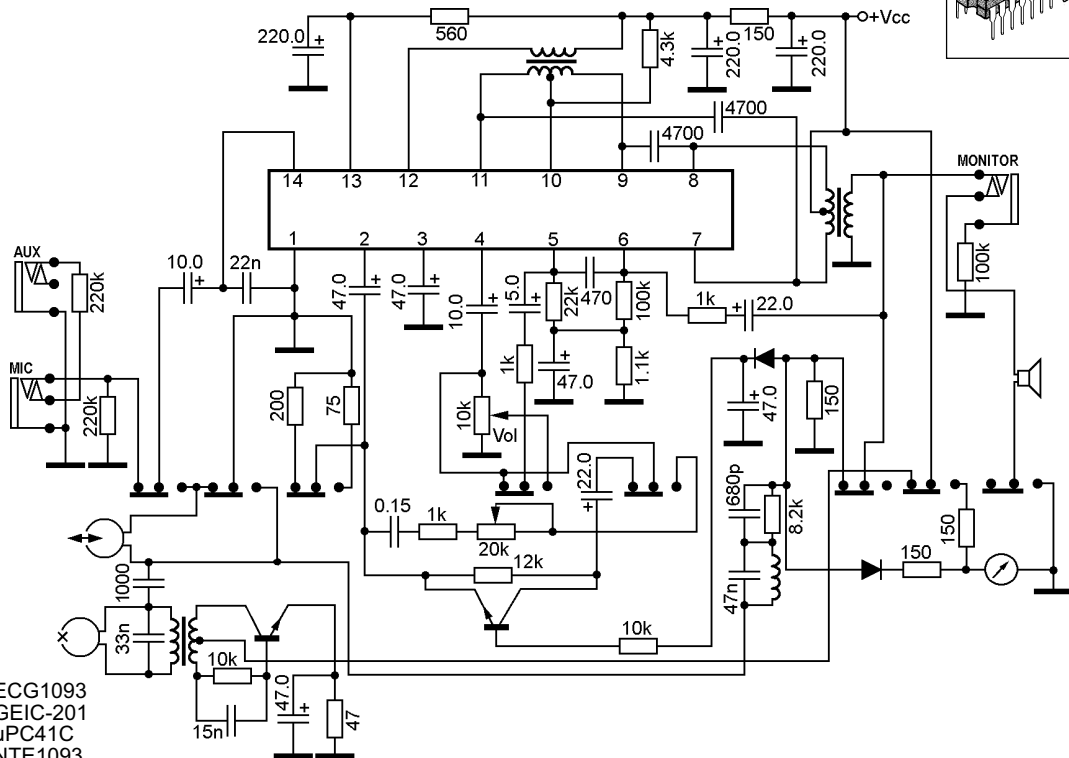 220.0
+
560
4.3k
+
220.0
150
+
220.0
+Vcc
4700
4700
14
13
12
11
10
9
8
MONITOR
1
2
3
4
5
6
7
AUX
220k
10.0
+
22n
47.0
+
47.0
+
10.0
+
5.0
+
22k
470
100k
1k
+
22.0
100k
MIC
220k
200
75
10k
Vol
1k
+
47.0
1.1k
+
47.0
150
22.0
+
680p
8.2k
0.15
1k
20k
12k
47n
150
150
1000
33n
×
10k
10k
15n
47.0
+
47
ECG1093
GEIC-201
µPC41C
NTE1093